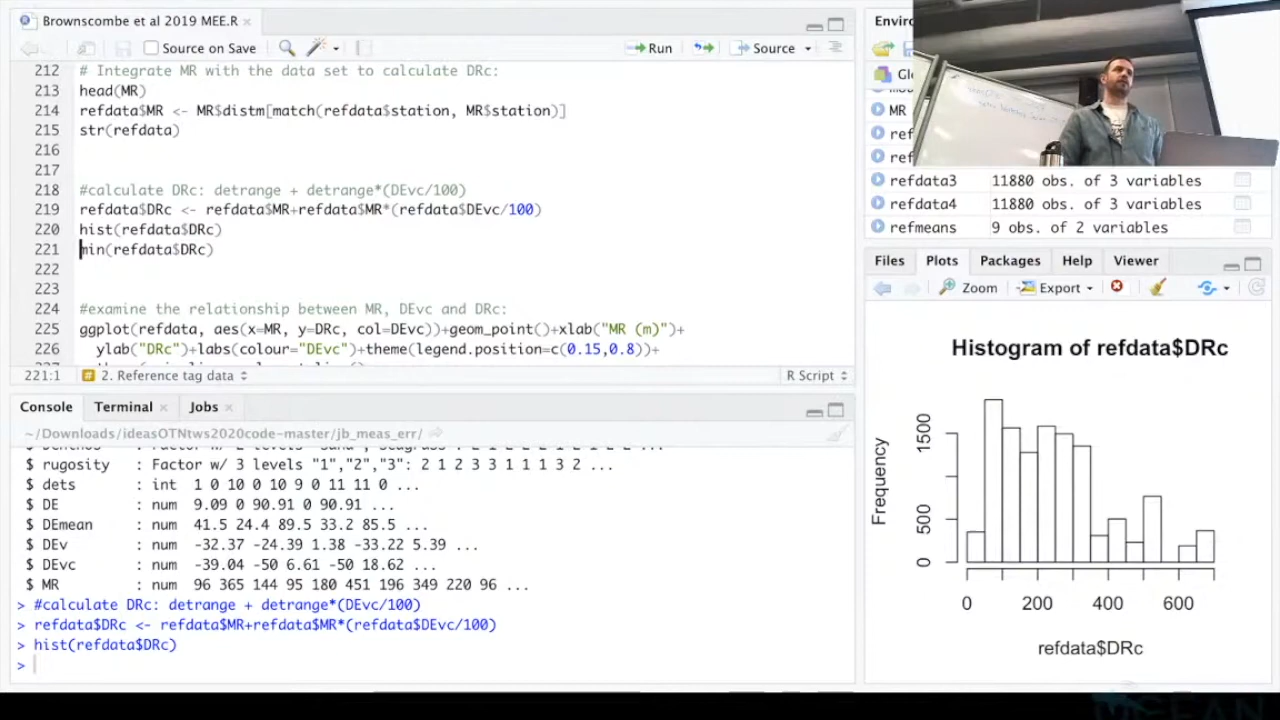 Brownscombe et al 2019 MEE.R
Source on Save
Run
Source
212 # Integrate MR with the data set to calculate DRc:
213 head(MR)
214 refdata$MR <- MR$distm[match(refdata$station, MR$station)]
215 str(refdata)
216
217
218 #calculate DRc: detrange + detrange*(DEvc/100)
219 refdata$DRc <- refdata$MR+refdata$MR*(refdata$DEvc/100)
220 hist(refdata$DRc)
221 min(refdata$DRc)
222
223
224 #examine the relationship between MR, DEvc and DRc:
225 ggplot(refdata, aes(x=MR, y=DRc, col=DEvc))+geom_point()+xlab("MR (m)")+
226 ylab("DRc")+labs(colour="DEvc")+theme(legend.position=c(0.15,0.8))+
221:1 # 2. Reference tag data R Script
Console Terminal Jobs
~/Downloads/ideasOTNtws2020code-master/jb_meas_err/
$ rugosity : Factor w/ 3 levels "1","2","3": 2 1 2 3 3 1 1 1 3 2 ...
$ dets : int 1 0 10 0 10 9 0 11 11 0 ...
$ DE : num 9.09 0 90.91 0 90.91 ...
$ DEmean : num 41.5 24.4 89.5 33.2 85.5 ...
$ DEv : num -32.37 -24.39 1.38 -33.22 5.39 ...
$ DEvc : num -39.04 -50 6.61 -50 18.62 ...
$ MR : num 96 365 144 95 180 451 196 349 220 96 ...
> #calculate DRc: detrange + detrange*(DEvc/100)
> refdata$DRc <- refdata$MR+refdata$MR*(refdata$DEvc/100)
> hist(refdata$DRc)
>
Enviro
Glo
MR
ref
ref
refdata3 11880 obs. of 3 variables
refdata4 11880 obs. of 3 variables
refmeans 9 obs. of 2 variables
Files Plots Packages Help Viewer
Zoom Export
Histogram of refdata$DRc
Frequency
1500
500
0
0 200 400 600
refdata$DRc